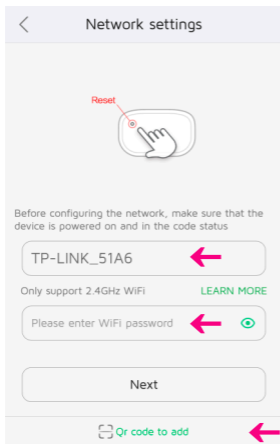 Network settings
Reset
Before configuring the network, make sure that the
device is powered on and in the code status
TP-LINK_51A6
Only support 2.4GHz WiFi LEARN MORE
Please enter WiFi password
Next
Qr code to add